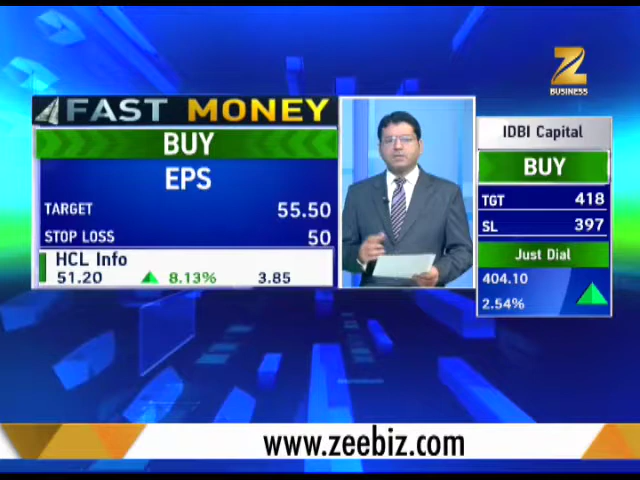 Z
BUSINESS
FAST MONEY
BUY
EPS
TARGET 55.50
STOP LOSS 50
HCL Info
51.20 8.13% 3.85
IDBI Capital
BUY
TGT 418
SL 397
Just Dial
404.10
2.54%
www.zeebiz.com